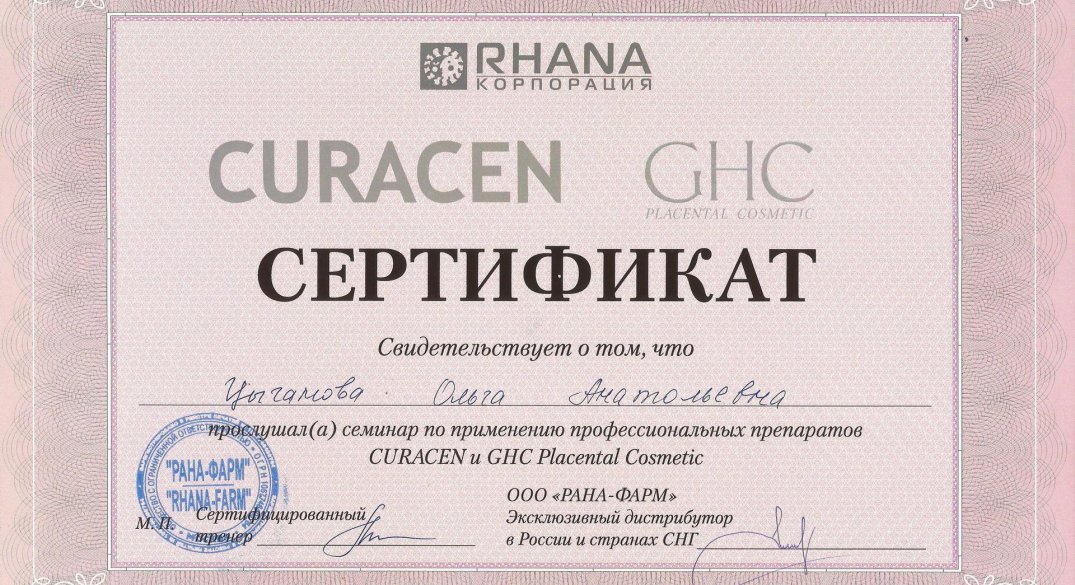 RHANA
КОРПОРАЦИЯ
CURACEN
GHC
PLACENTAL COSMETIC
СЕРТИФИКАТ
Свидетельствует о том, что
Цыганова Ольга Анатольевна
прослушал(а) семинар по применению профессиональных препаратов
CURACEN и GHC Placental Cosmetic
"РАНА-ФАРМ"
"RHANA-FARM"
М. П.
Сертифицированный
тренер
ООО «РАНА-ФАРМ»
Эксклюзивный дистрибутор
в России и странах СНГ